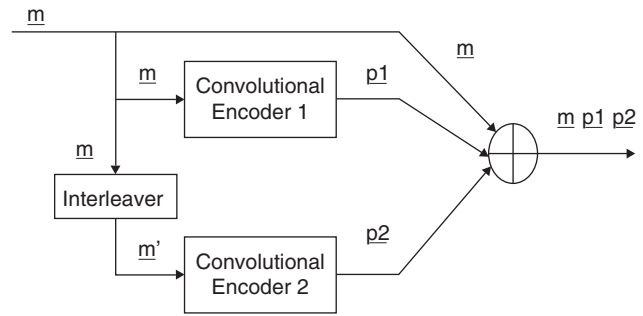 m
m
m
Convolutional
Encoder 1
p1
m p1 p2
m
Interleaver
m'
Convolutional
Encoder 2
p2